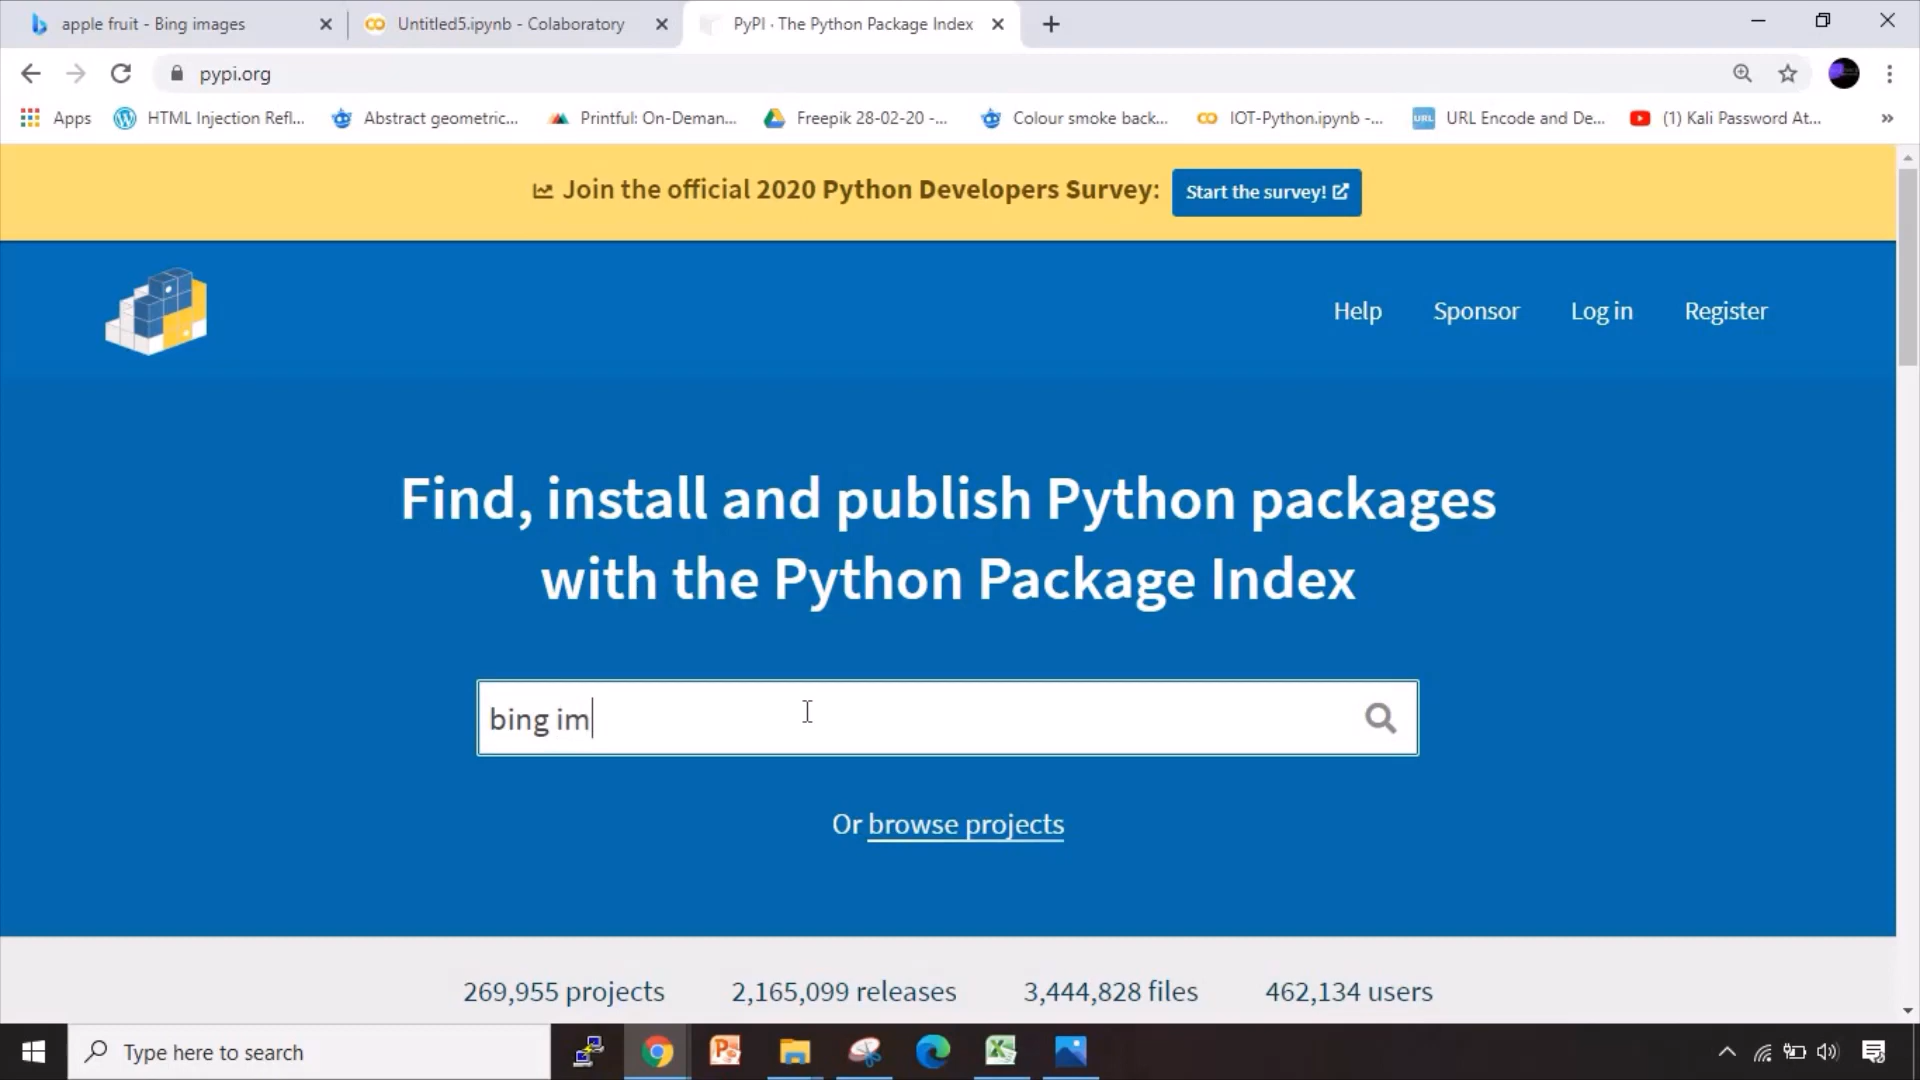 apple fruit - Bing images
Untitled5.ipynb - Colaboratory
PyPI · The Python Package Index
pypi.org
Apps
HTML Injection Refl...
Abstract geometric...
Printful: On-Deman...
Freepik 28-02-20 -...
Colour smoke back...
IOT-Python.ipynb -...
URL
URL Encode and De...
(1) Kali Password At...
»
Join the official 2020 Python Developers Survey:
Start the survey!
Help
Sponsor
Log in
Register
Find, install and publish Python packages
with the Python Package Index
bing im
Or browse projects
269,955 projects
2,165,099 releases
3,444,828 files
462,134 users
Type here to search